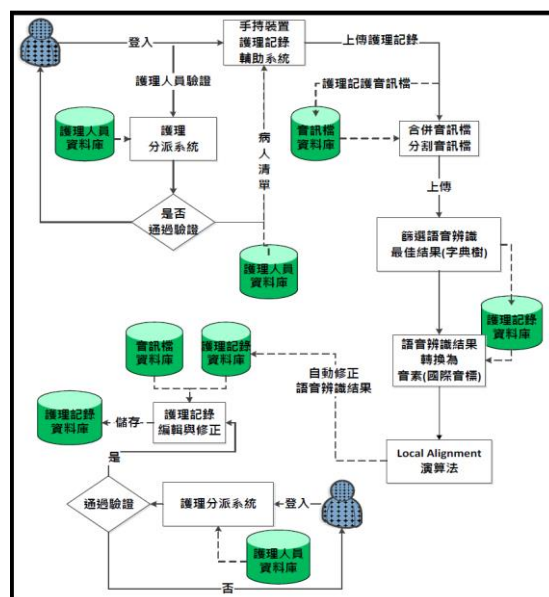 手持裝置
護理記錄
輔助系統
登入
上傳護理記錄
護理人員驗證
護理記護音訊檔
護理人員
資料庫
護理
分派系統
病人清單
音訊檔
資料庫
合併音訊檔
分割音訊檔
上傳
是否
通過驗證
護理人員
資料庫
篩選語音辨識
最佳結果(字典樹)
護理記錄
資料庫
語音辨識結果
轉換為
音素(國際音標)
音訊檔
資料庫
護理記錄
資料庫
自動修正
語音辨識結果
護理記錄
資料庫
儲存
護理記錄
編輯與修正
Local Alignment
演算法
是
通過驗證
護理分派系統
登入
護理人員
資料庫
否